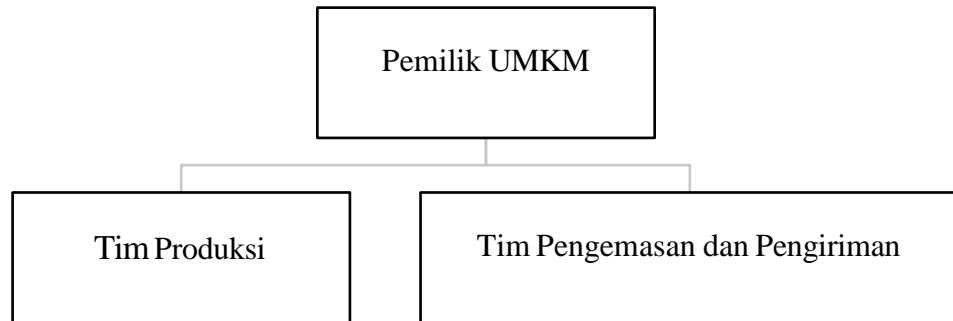 Pemilik UMKM
Tim Produksi
Tim Pengemasan dan Pengiriman